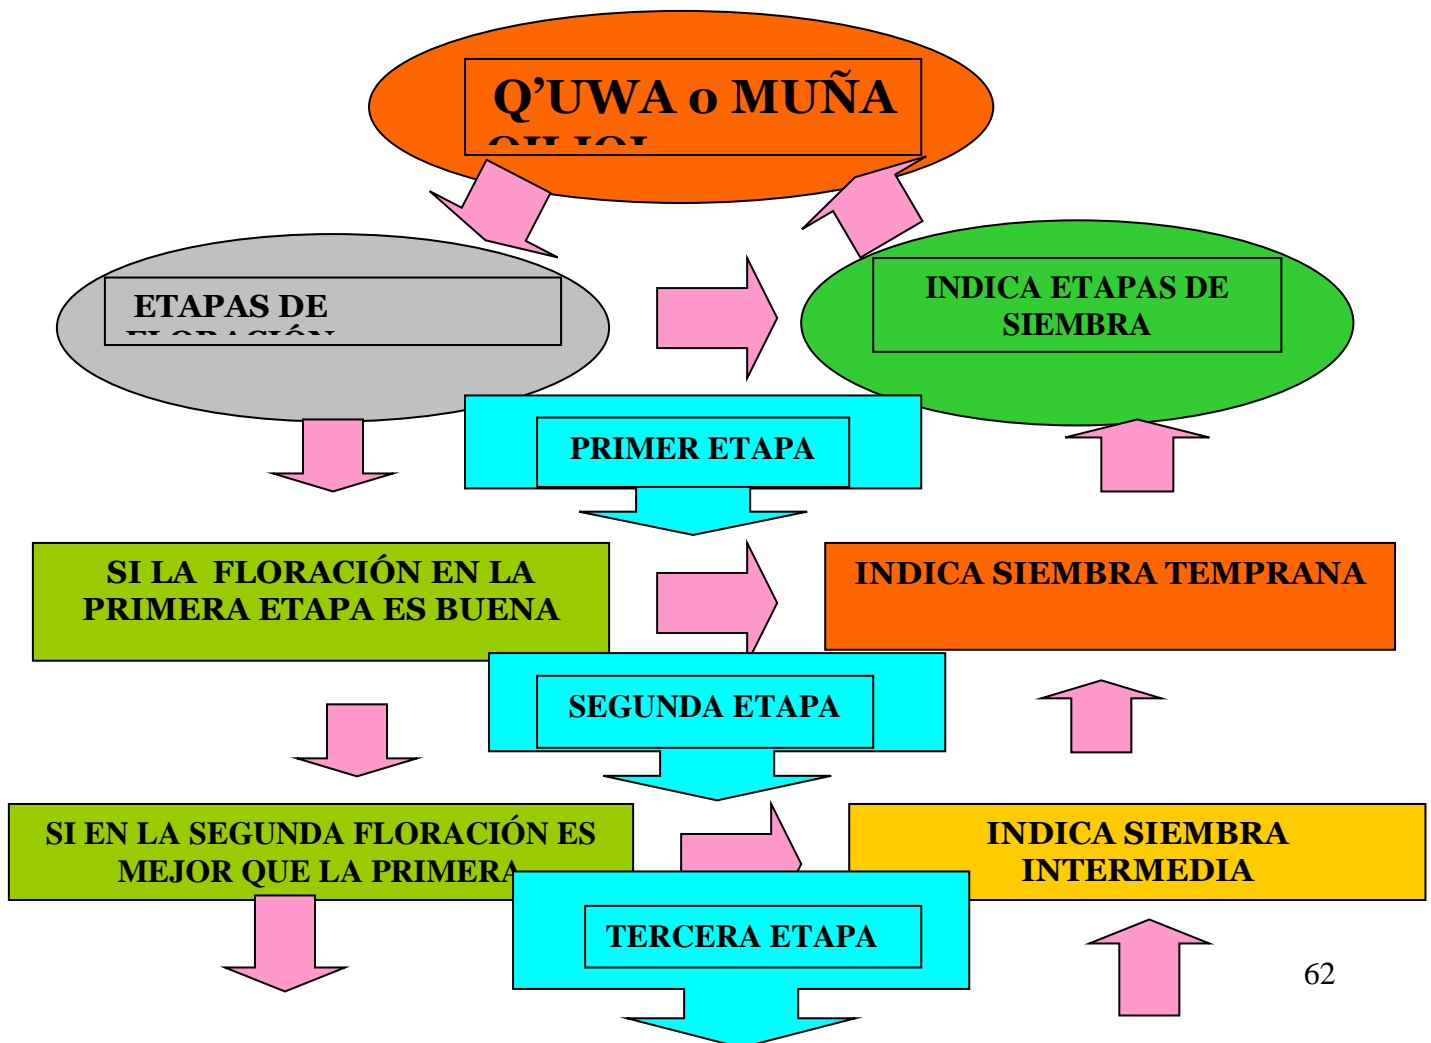 Q’UWA o MUÑA
ETAPAS DE
FLORACIÓN
INDICA ETAPAS DE
SIEMBRA
PRIMER ETAPA
SI LA FLORACIÓN EN LA
PRIMERA ETAPA ES BUENA
INDICA SIEMBRA TEMPRANA
SEGUNDA ETAPA
SI EN LA SEGUNDA FLORACIÓN ES
MEJOR QUE LA PRIMERA
INDICA SIEMBRA
INTERMEDIA
TERCERA ETAPA
62